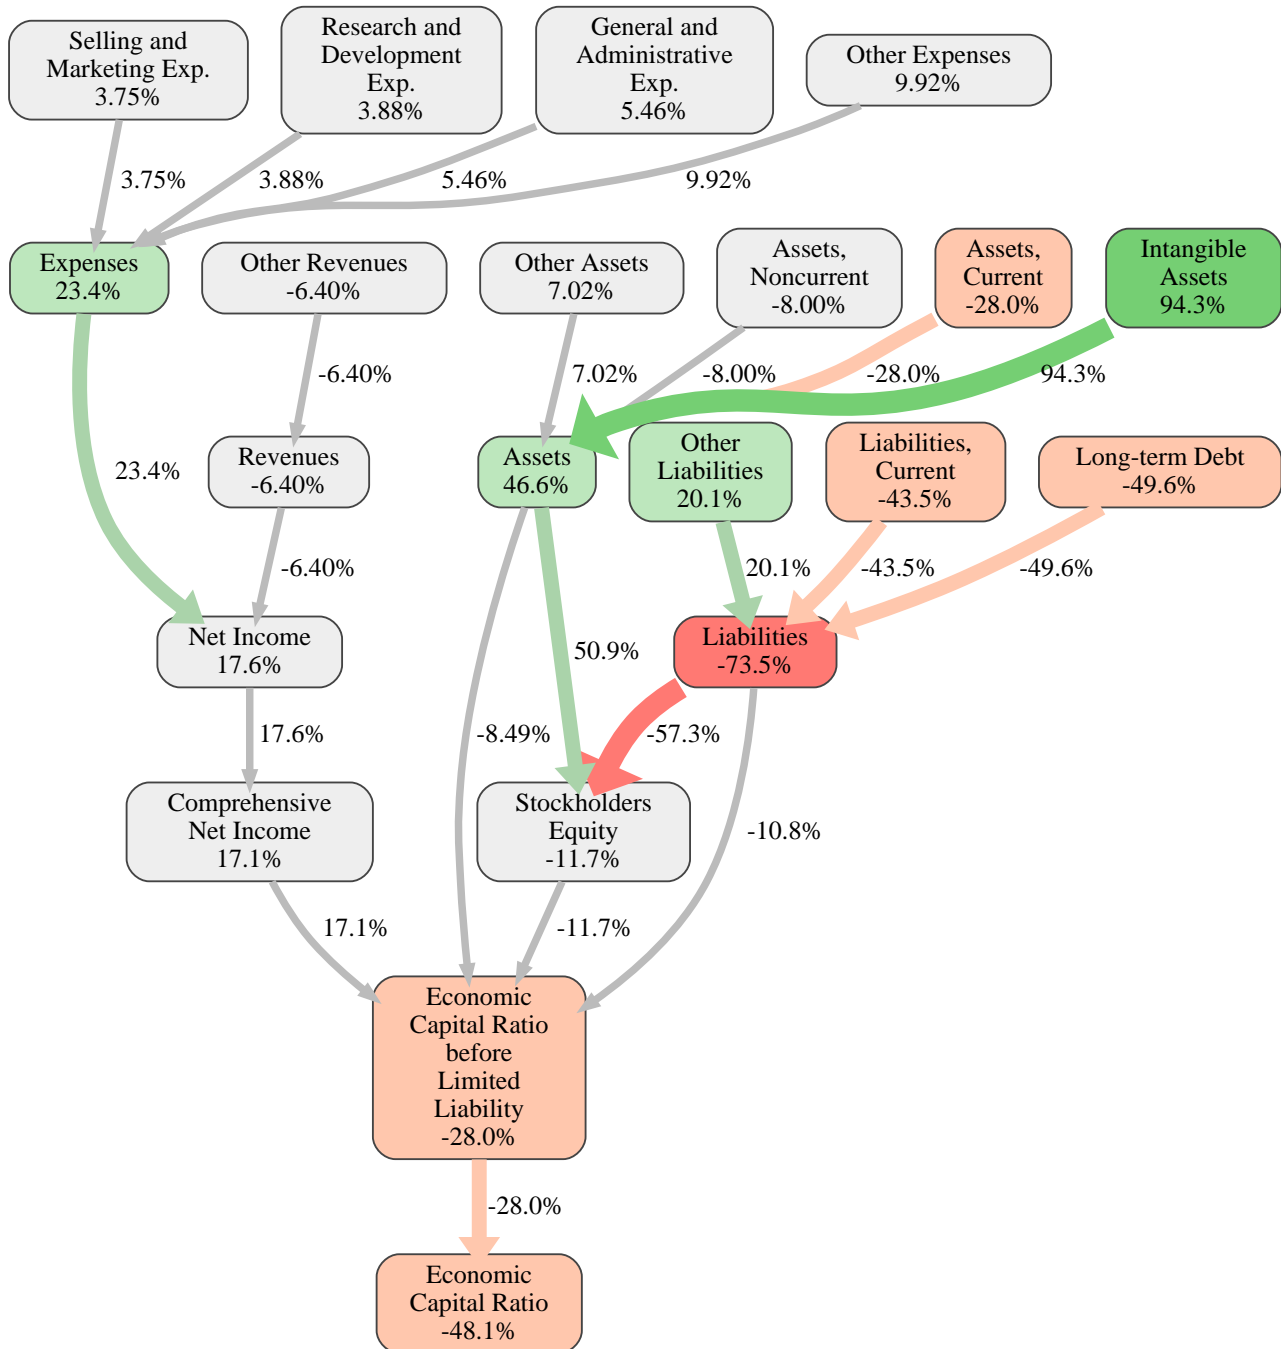 Selling and
Marketing Exp.
3.75%
Research and
Development
Exp.
3.88%
General and
Administrative
Exp.
5.46%
Other Expenses
9.92%
3.75%
3.88%
5.46%
9.92%
Expenses
23.4%
Other Revenues
-6.40%
Other Assets
7.02%
Assets,
Noncurrent
-8.00%
Assets,
Current
-28.0%
Intangible
Assets
94.3%
-6.40%
7.02%
-8.00%
-28.0%
94.3%
23.4%
Revenues
-6.40%
Assets
46.6%
Other
Liabilities
20.1%
Liabilities,
Current
-43.5%
Long-term Debt
-49.6%
-6.40%
20.1%
-43.5%
-49.6%
Net Income
17.6%
50.9%
Liabilities
-73.5%
17.6%
-8.49%
-57.3%
-10.8%
Comprehensive
Net Income
17.1%
Stockholders
Equity
-11.7%
17.1%
-11.7%
Economic
Capital Ratio
before
Limited
Liability
-28.0%
-28.0%
Economic
Capital Ratio
-48.1%